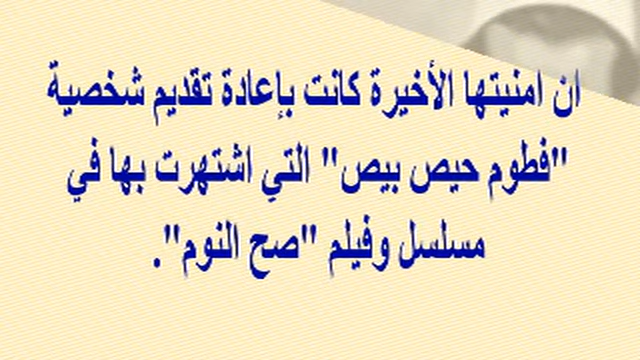 ان امنيتها الأخيرة كانت بإعادة تقديم شخصية
"فطوم حيص بيص" التي اشتهرت بها في
مسلسل وفيلم "صح النوم".